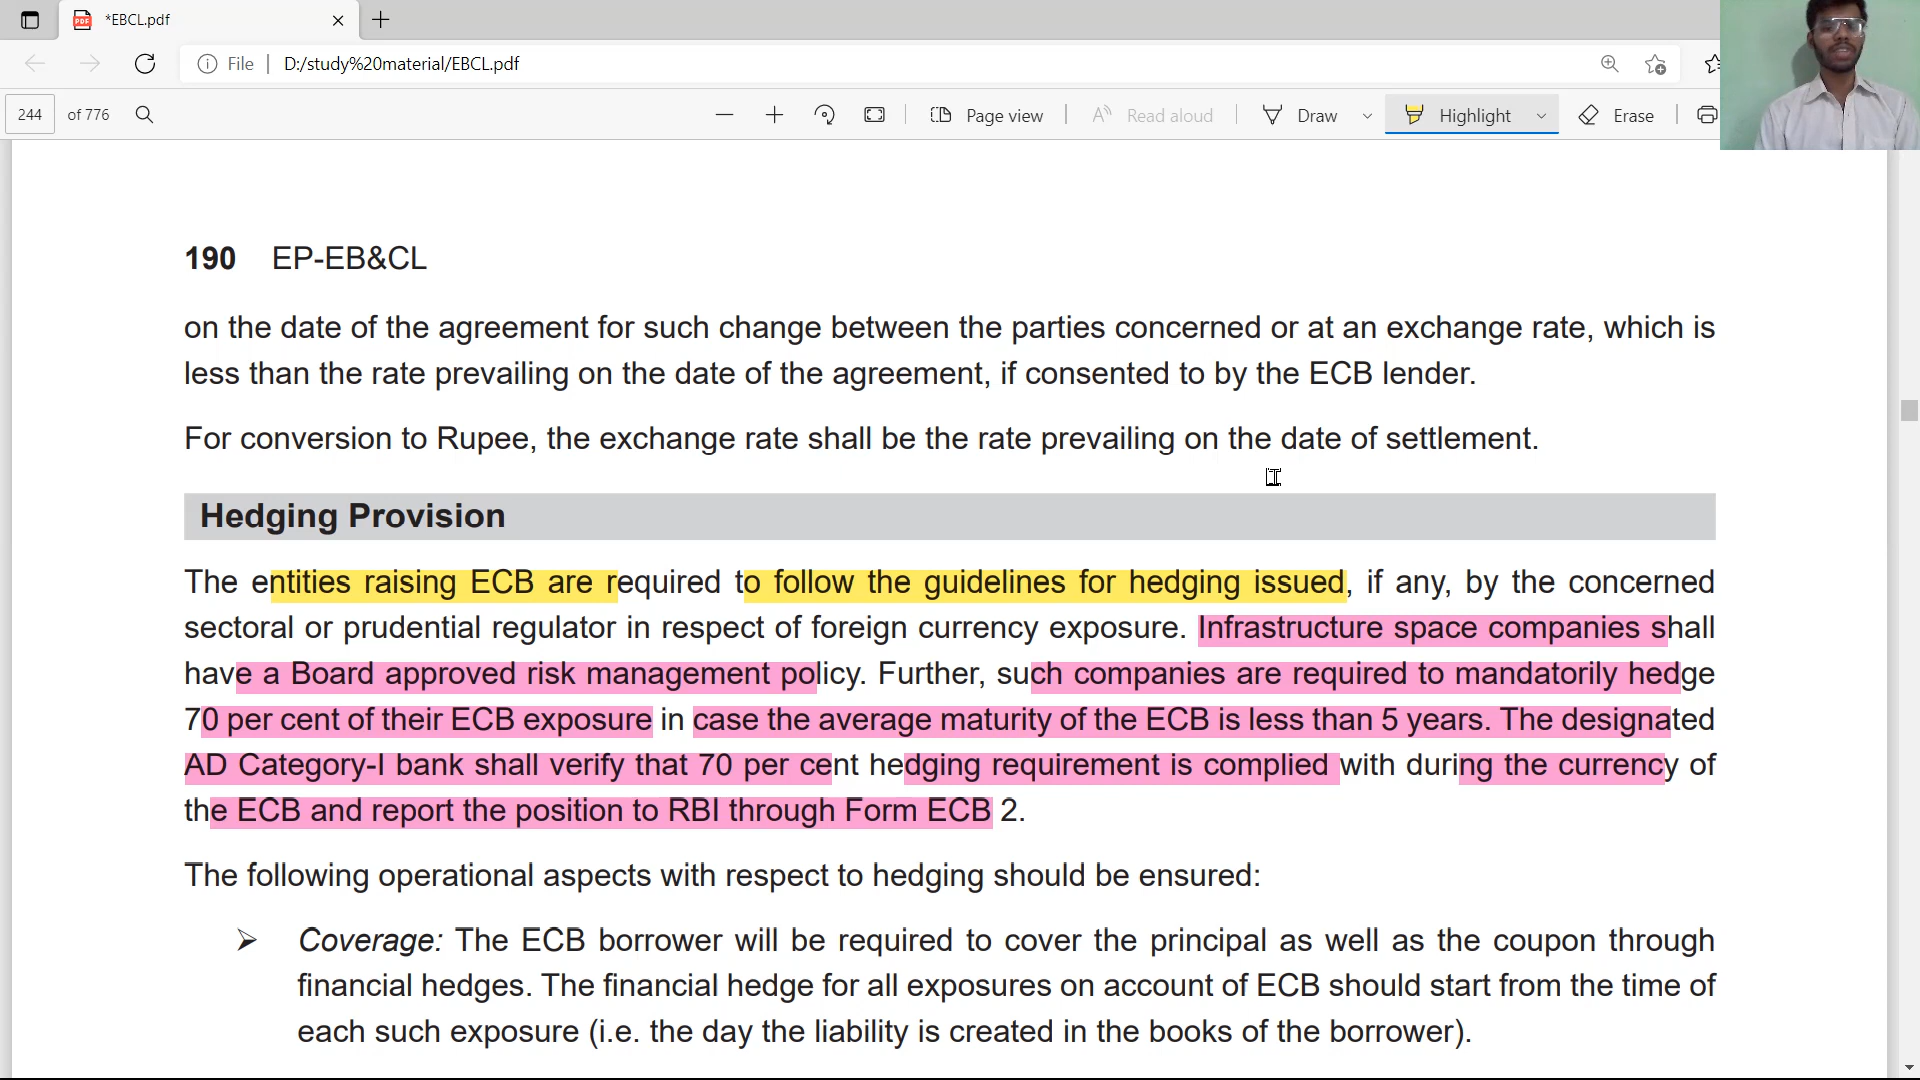 *EBCL.pdf
File D:/study%20material/EBCL.pdf
244 of 776 Page view Read aloud Draw Highlight Erase
190 EP-EB&CL
on the date of the agreement for such change between the parties concerned or at an exchange rate, which is
less than the rate prevailing on the date of the agreement, if consented to by the ECB lender.
For conversion to Rupee, the exchange rate shall be the rate prevailing on the date of settlement.
Hedging Provision
The entities raising ECB are required to follow the guidelines for hedging issued, if any, by the concerned
sectoral or prudential regulator in respect of foreign currency exposure. Infrastructure space companies shall
have a Board approved risk management policy. Further, such companies are required to mandatorily hedge
70 per cent of their ECB exposure in case the average maturity of the ECB is less than 5 years. The designated
AD Category-I bank shall verify that 70 per cent hedging requirement is complied with during the currency of
the ECB and report the position to RBI through Form ECB 2.
The following operational aspects with respect to hedging should be ensured:
➢ Coverage: The ECB borrower will be required to cover the principal as well as the coupon through
financial hedges. The financial hedge for all exposures on account of ECB should start from the time of
each such exposure (i.e. the day the liability is created in the books of the borrower).